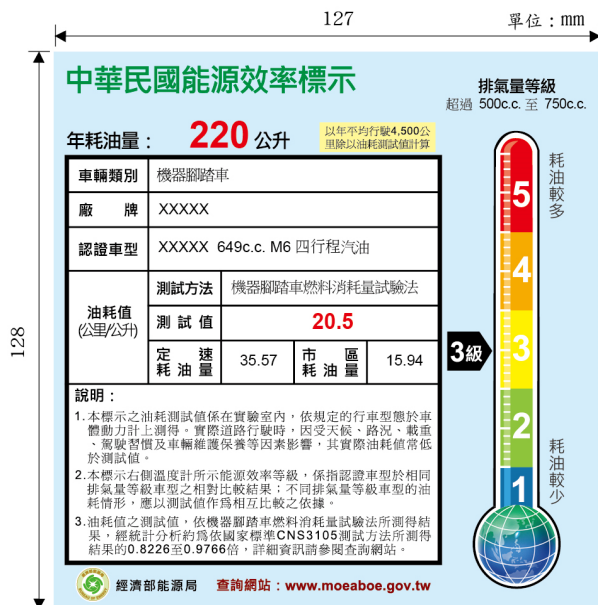 127
單位：mm
128
中華民國能源效率標示
排氣量等級
超過 500c.c. 至 750c.c.
年耗油量： 220 公升
以年平均行駛4,500公
里除以油耗測試值計算
車輛類別 機器腳踏車
廠 牌 XXXXX
認證車型 XXXXX 649c.c. M6 四行程汽油
油耗值
(公里/公升)
測試方法 機器腳踏車燃料消耗量試驗法
測 試 值 20.5
定 速
耗 油 量
35.57
市 區
耗 油 量
15.94
說明：
1.本標示之油耗測試值係在實驗室內，依規定的行車型態於車
體動力計上測得。實際道路行駛時，因受天候、路況、載重
、駕駛習慣及車輛維護保養等因素影響，其實際油耗值常低
於測試值。
2.本標示右側溫度計所示能源效率等級，係指認證車型於相同
排氣量等級車型之相對比較結果；不同排氣量等級車型的油
耗情形，應以測試值作為相互比較之依據。
3.油耗值之測試值，依機器腳踏車燃料消耗量試驗法所測得結
果，經統計分析約為依國家標準CNS3105測試方法所測得
結果的0.8226至0.9766倍，詳細資訊請參閱查詢網站。
經濟部能源局 查詢網站：www.moeaboe.gov.tw
耗油較多
5
4
3級
3
2
1
耗油較少